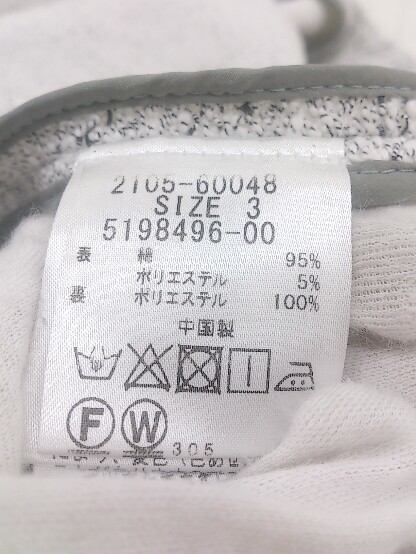 2105-60048
SIZE 3
5198496-00
表 綿 95%
ポリエステル 5%
裏 ポリエステル 100%
中国製
F W 305